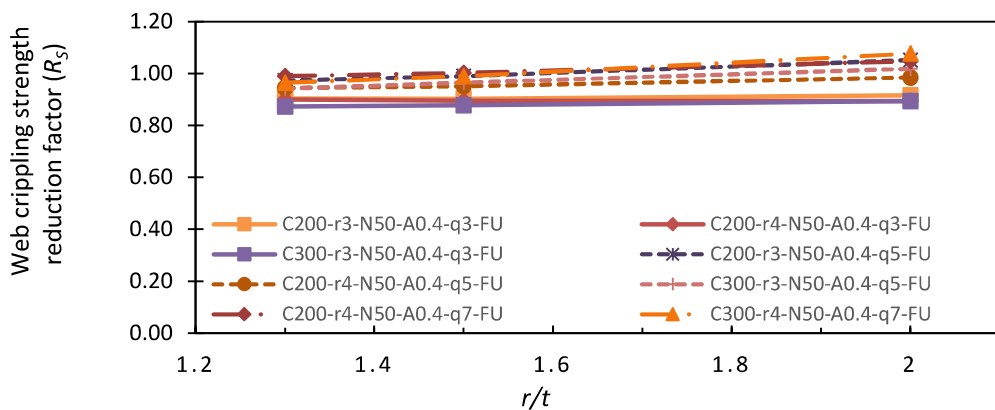 Web crippling strength
reduction factor (RS)
1.20
1.00
0.80
0.60
0.40
0.20
0.00
C200-r3-N50-A0.4-q3-FU
C200-r4-N50-A0.4-q3-FU
C300-r4-N50-A0.4-q3-FU
C200-r3-N50-A0.4-q5-FU
C200-r4-N50-A0.4-q5-FU
C300-r3-N50-A0.4-q5-FU
C200-r4-N50-A0.4-q7-FU
C300-r4-N50-A0.4-q7-FU
1.2
1.4
1.6
1.8
2
r/t